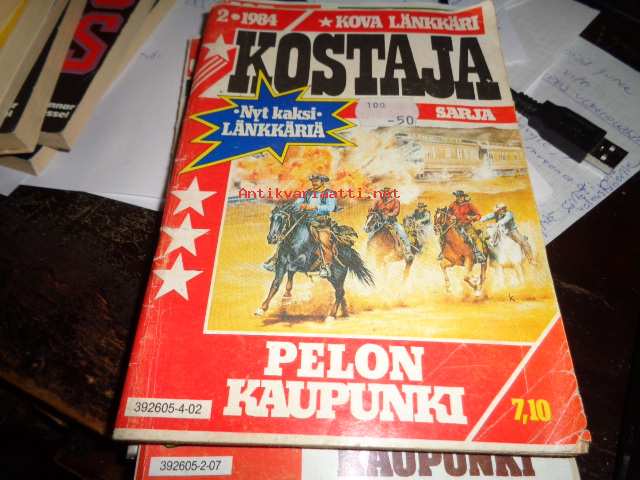 2•1984
★ KOVA LÄNKKÄRI
KOSTAJA
•Nyt kaksi•
LÄNKKÄRIÄ
100
-50
SARJA
Antikvariaatti.net
PELON
KAUPUNKI
392605-4-02
7,10
KAUPUNKI
392605-2-07